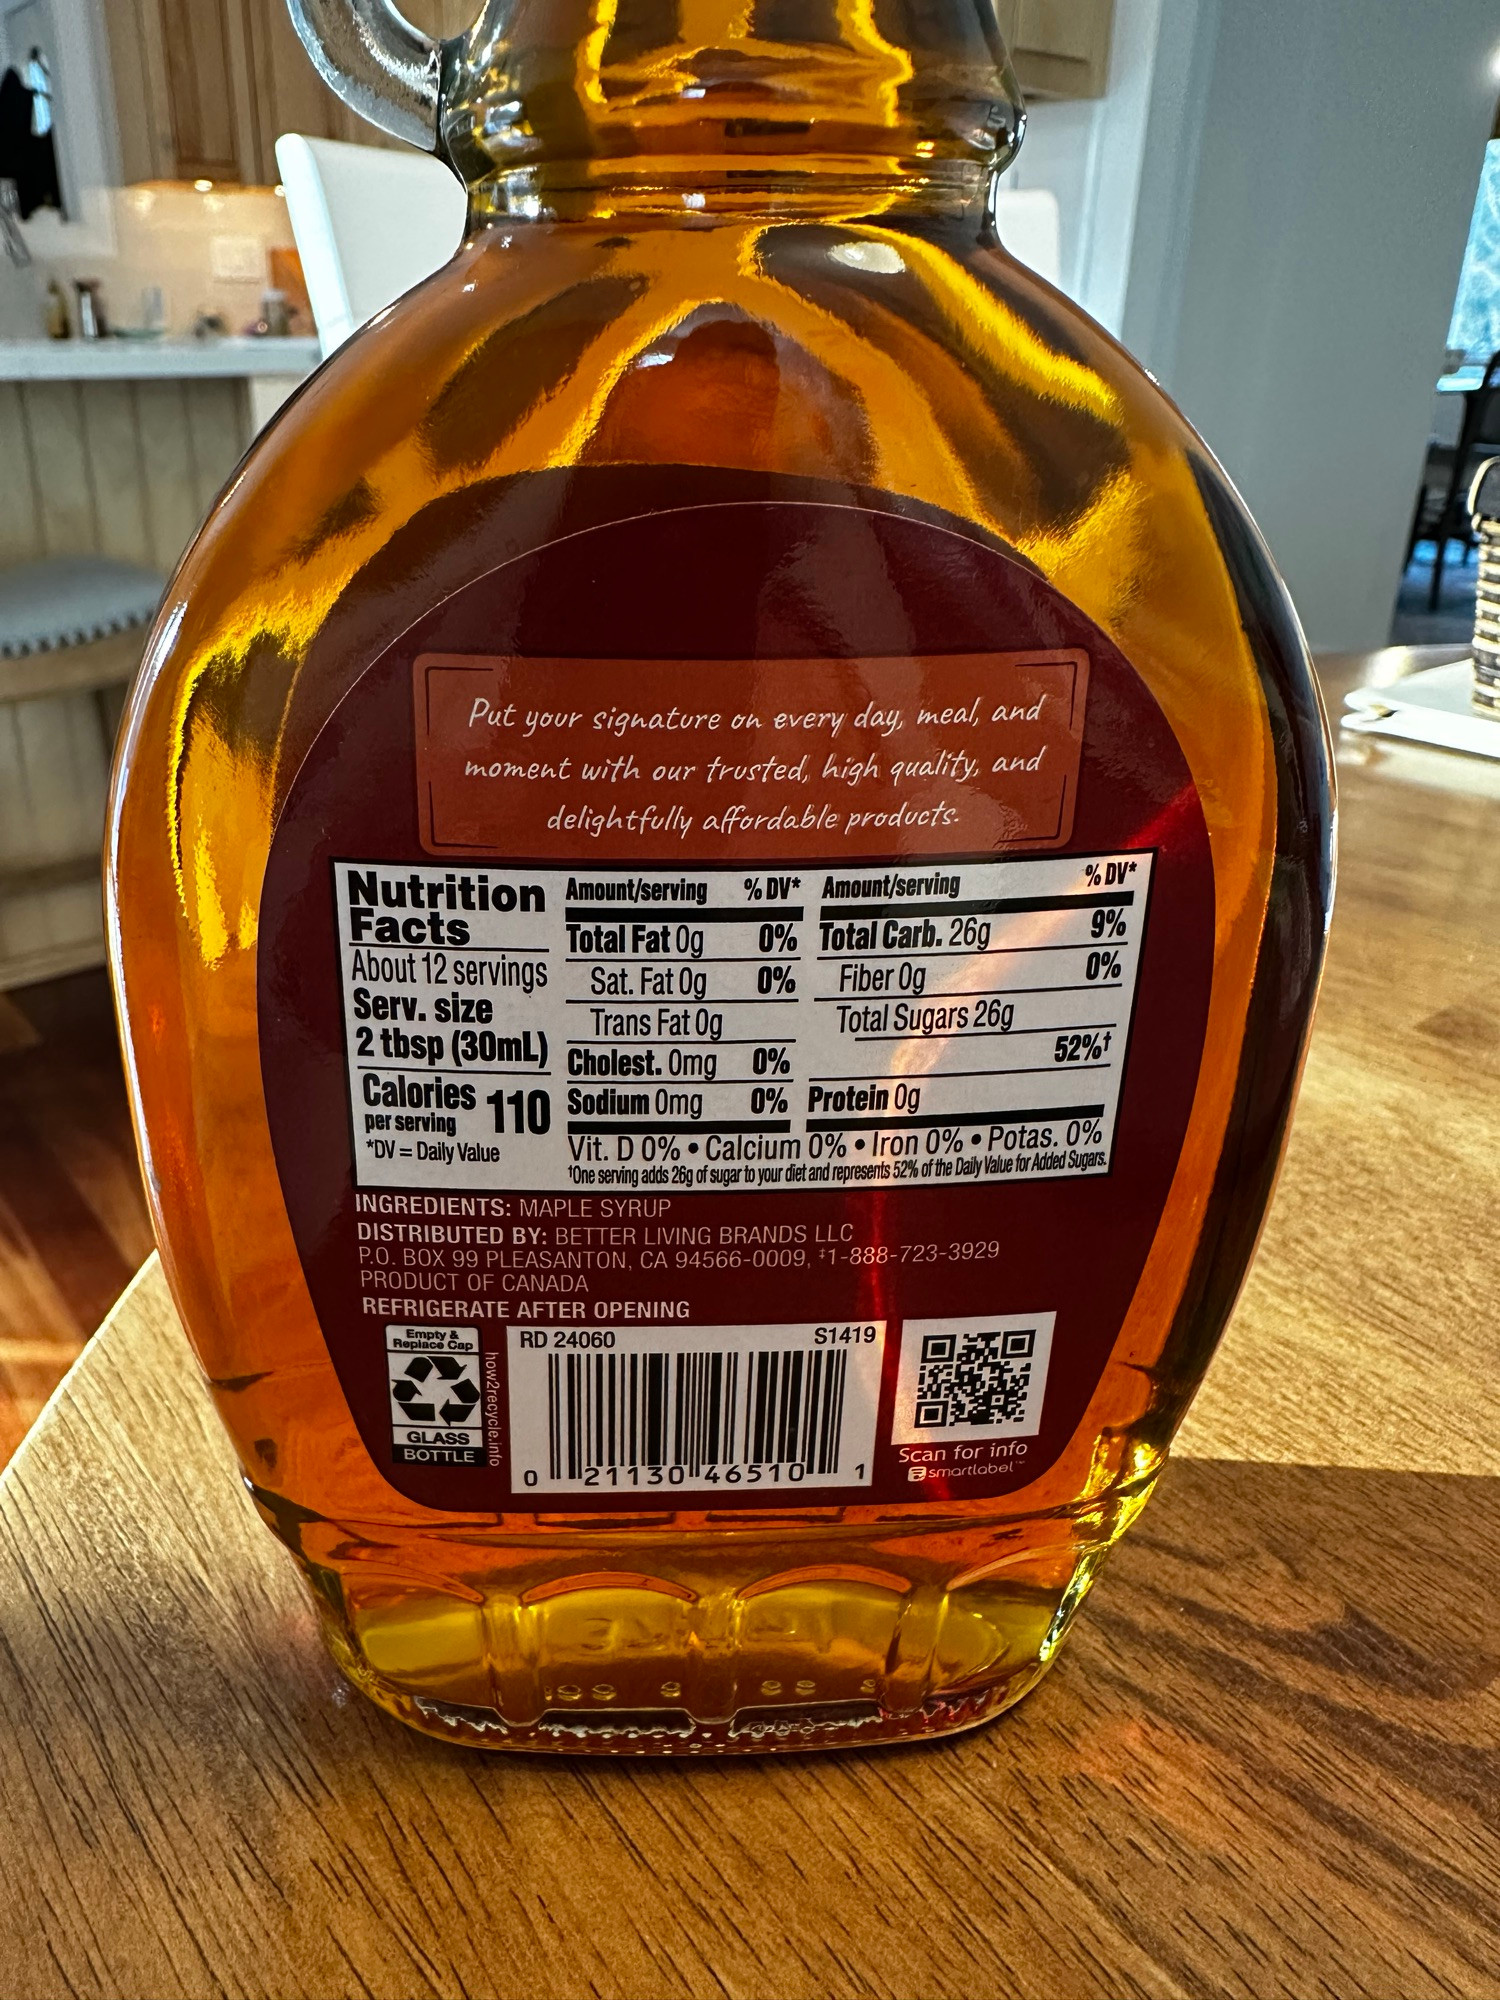 Put your signature on every day, meal, and
moment with our trusted, high quality, and
delightfully affordable products.
Nutrition
Facts
About 12 servings
Serv. size
2 tbsp (30mL)
Calories 110
per serving
*DV = Daily Value
Amount/serving % DV*
Total Fat 0g 0%
Sat. Fat 0g 0%
Trans Fat 0g
Cholest. 0mg 0%
Sodium 0mg 0%
Amount/serving % DV*
Total Carb. 26g 9%
Fiber 0g 0%
Total Sugars 26g
52%†
Protein 0g
Vit. D 0% • Calcium 0% • Iron 0% • Potas. 0%
†One serving adds 26g of sugar to your diet and represents 52% of the Daily Value for Added Sugars.
INGREDIENTS: MAPLE SYRUP
DISTRIBUTED BY: BETTER LIVING BRANDS LLC
P.O. BOX 99 PLEASANTON, CA 94566-0009, ‡1-888-723-3929
PRODUCT OF CANADA
REFRIGERATE AFTER OPENING
Empty &
Replace Cap
GLASS
BOTTLE
how2recycle.info
RD 24060 S1419
0 21130 46510 1
Scan for info
smartlabel™